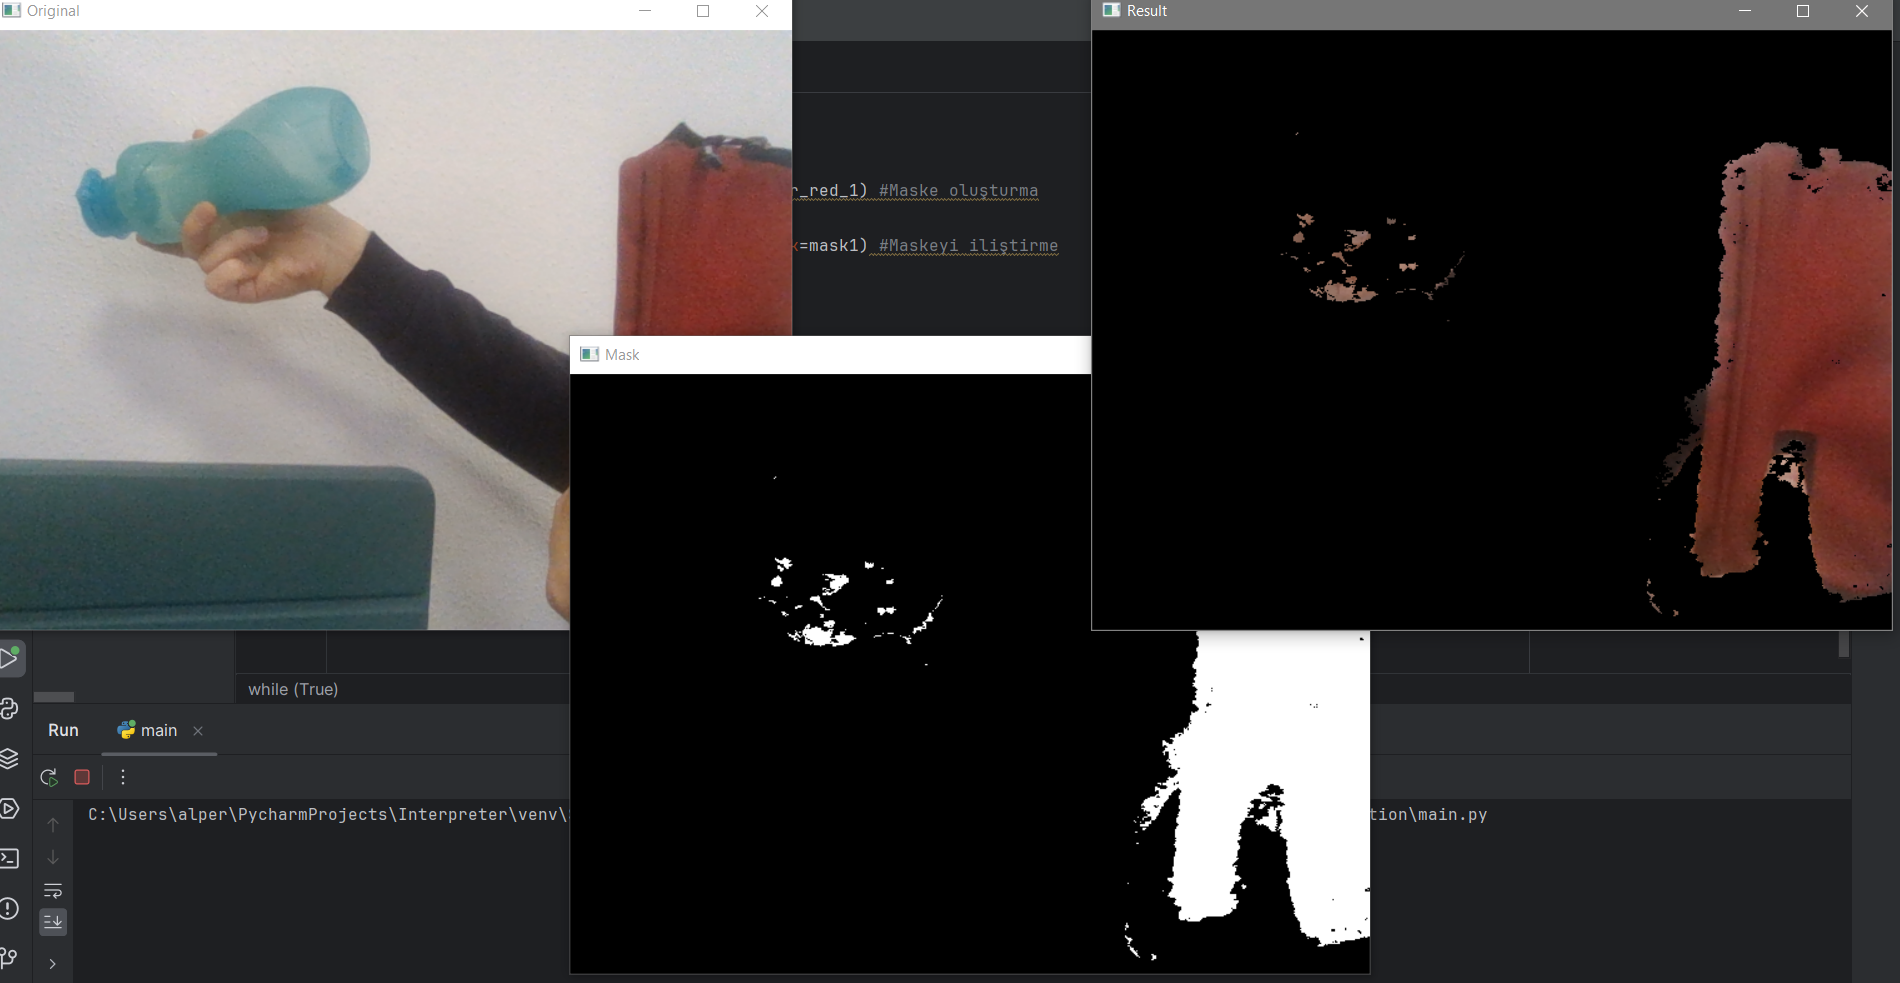 Original
Result
r_red_1) #Maske oluşturma
k=mask1) #Maskeyi iliştirme
Mask
while (True)
Run
main
C:\Users\alper\PycharmProjects\Interpreter\venv\
tion\main.py